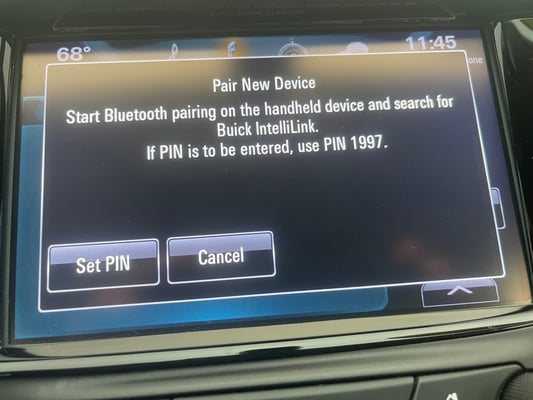 68° 11:45
one
Pair New Device
Start Bluetooth pairing on the handheld device and search for
Buick IntelliLink.
If PIN is to be entered, use PIN 1997.
Set PIN Cancel